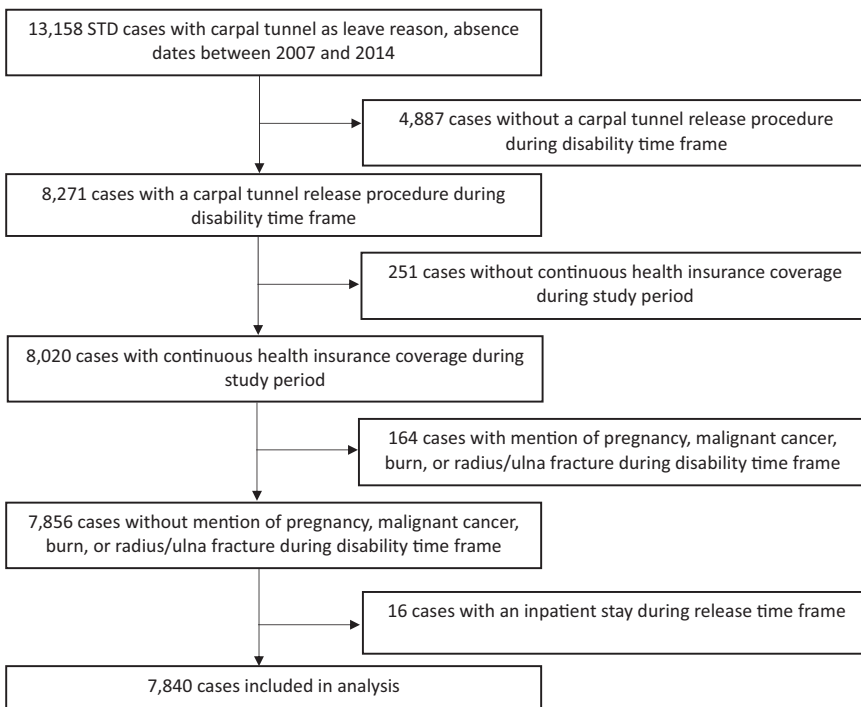 13,158 STD cases with carpal tunnel as leave reason, absence
dates between 2007 and 2014
4,887 cases without a carpal tunnel release procedure
during disability time frame
8,271 cases with a carpal tunnel release procedure during
disability time frame
251 cases without continuous health insurance coverage
during study period
8,020 cases with continuous health insurance coverage during
study period
164 cases with mention of pregnancy, malignant cancer,
burn, or radius/ulna fracture during disability time frame
7,856 cases without mention of pregnancy, malignant cancer,
burn, or radius/ulna fracture during disability time frame
16 cases with an inpatient stay during release time frame
7,840 cases included in analysis